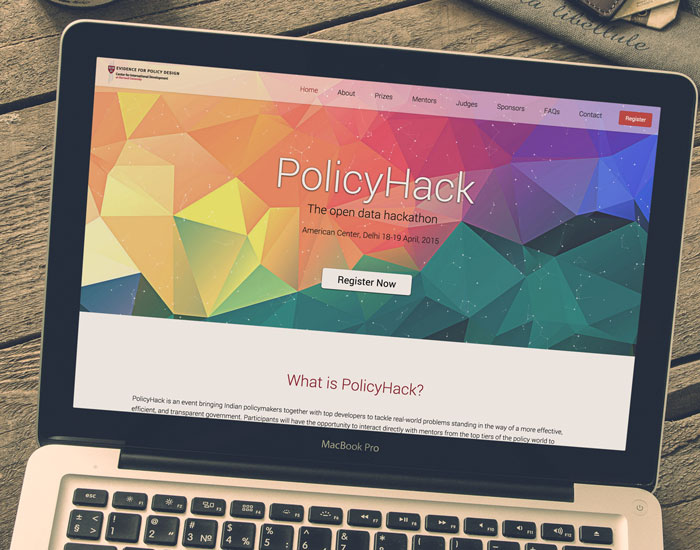 la libellule
EVIDENCE FOR POLICY DESIGN
Center for International Development
at Harvard University
Home About Prizes Mentors Judges Sponsors FAQs Contact Register
PolicyHack
The open data hackathon
American Center, Delhi 18-19 April, 2015
Register Now
What is PolicyHack?
PolicyHack is an event bringing Indian policymakers together with top developers to tackle real-world problems standing in the way of a more effective,
efficient, and transparent government. Participants will have the opportunity to interact directly with mentors from the top tiers of the policy world to
MacBook Pro
esc F1 F2 F3 F4 F5 F6 F7 F8 F9 F10 F11 F12
± § ! 1 @ 2 # 3 № $ 4 % 5 ^ 6 & 7 * 8